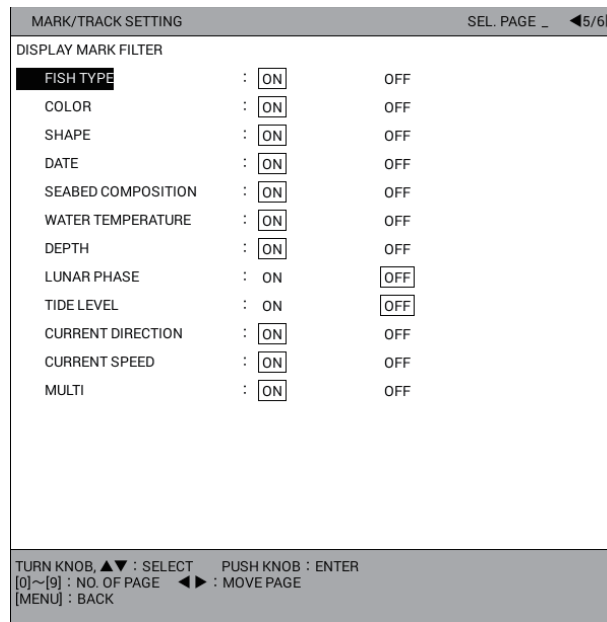 MARK/TRACK SETTING SEL. PAGE _ ◀5/6
DISPLAY MARK FILTER
FISH TYPE : ON OFF
COLOR : ON OFF
SHAPE : ON OFF
DATE : ON OFF
SEABED COMPOSITION : ON OFF
WATER TEMPERATURE : ON OFF
DEPTH : ON OFF
LUNAR PHASE : ON OFF
TIDE LEVEL : ON OFF
CURRENT DIRECTION : ON OFF
CURRENT SPEED : ON OFF
MULTI : ON OFF
TURN KNOB, ▲▼ : SELECT PUSH KNOB : ENTER
[0]~[9] : NO. OF PAGE ◀ ▶ : MOVE PAGE
[MENU] : BACK